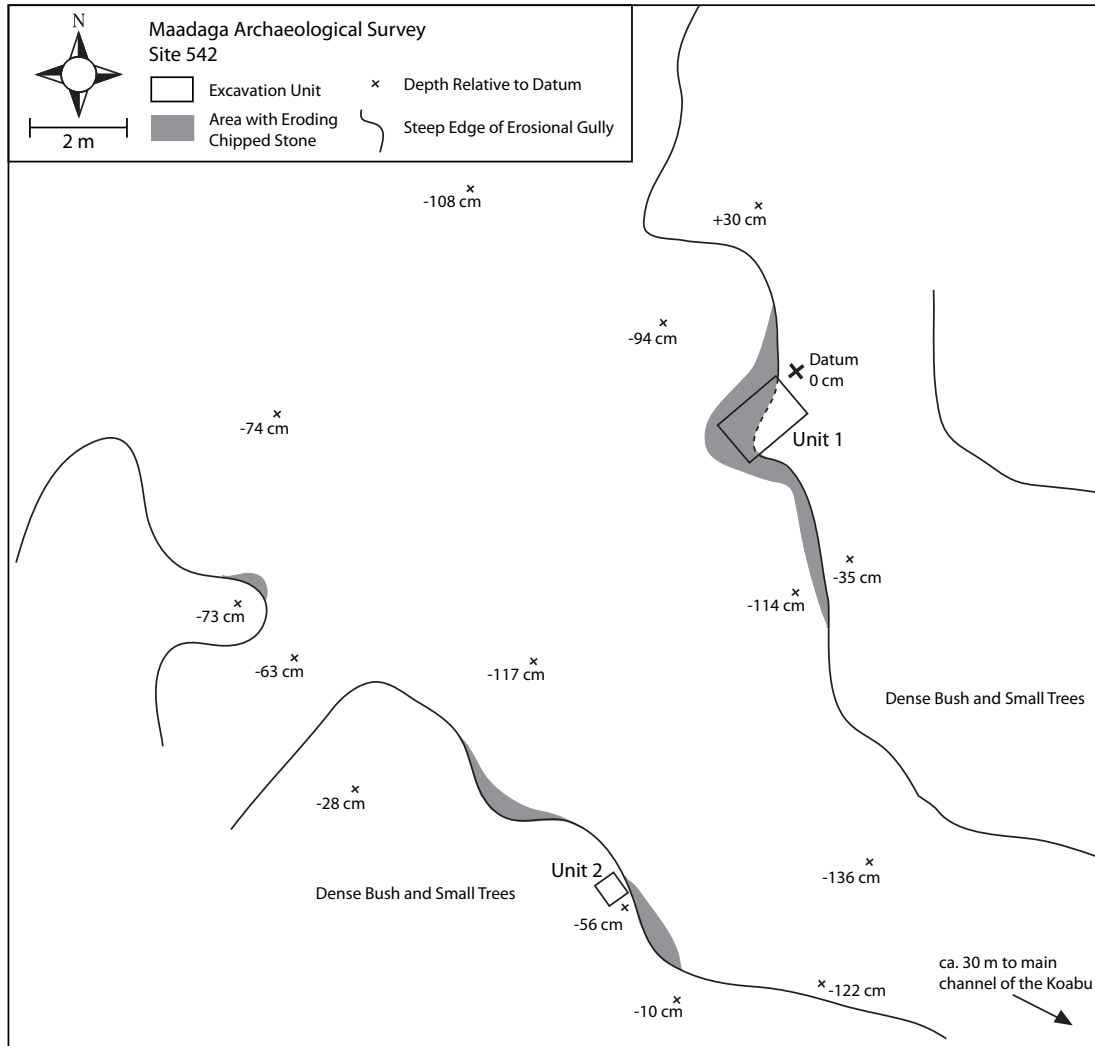 N
Maadaga Archaeological Survey
Site 542
Excavation Unit
Depth Relative to Datum
Area with Eroding
Chipped Stone
Steep Edge of Erosional Gully
2 m
-108 cm
+30 cm
-94 cm
Datum
0 cm
-74 cm
Unit 1
-35 cm
-114 cm
-73 cm
-63 cm
-117 cm
Dense Bush and Small Trees
-28 cm
Unit 2
-136 cm
Dense Bush and Small Trees
-56 cm
ca. 30 m to main
channel of the Koabu
-122 cm
-10 cm